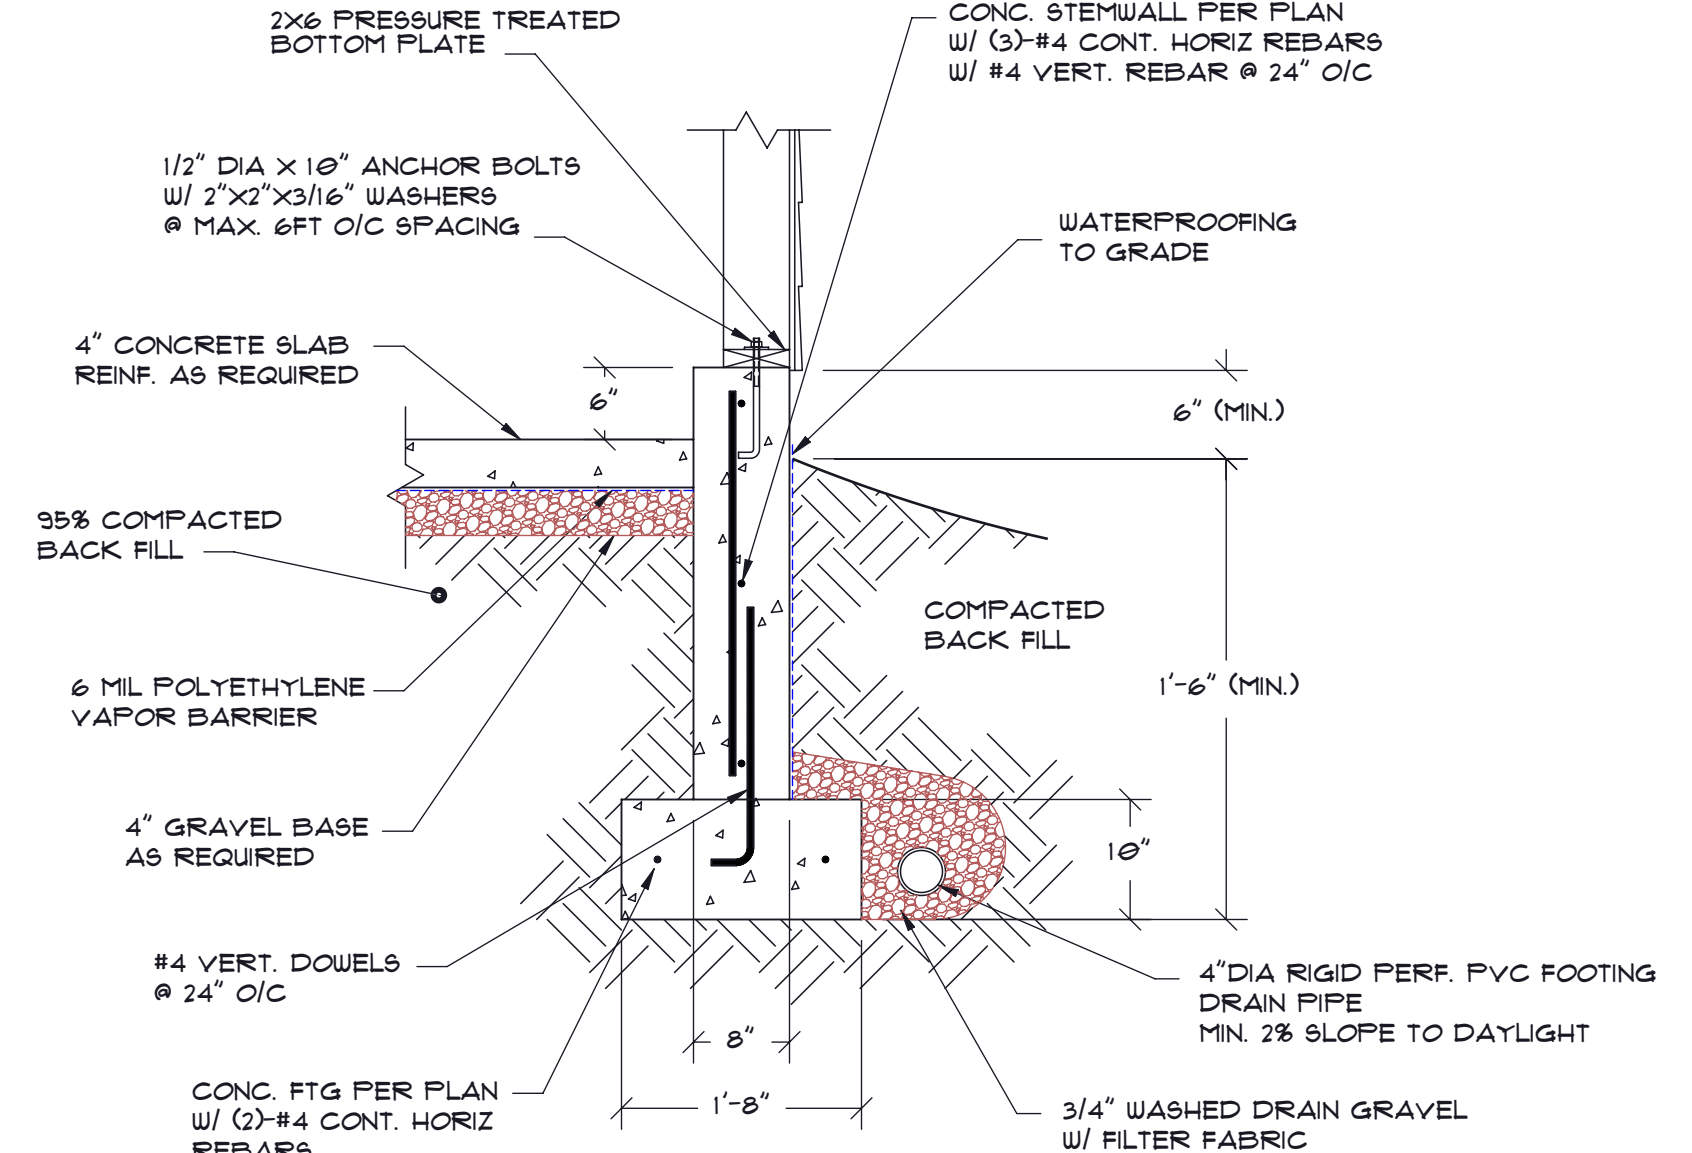 2X6 PRESSURE TREATED
BOTTOM PLATE
CONC. STEMWALL PER PLAN
W/ (3)-#4 CONT. HORIZ REBARS
W/ #4 VERT. REBAR @ 24" O/C
1/2" DIA X 10" ANCHOR BOLTS
W/ 2"X2"X3/16" WASHERS
@ MAX. 6FT O/C SPACING
WATERPROOFING
TO GRADE
4" CONCRETE SLAB
REINF. AS REQUIRED
6"
6" (MIN.)
95% COMPACTED
BACK FILL
COMPACTED
BACK FILL
6 MIL POLYETHYLENE
VAPOR BARRIER
1'-6" (MIN.)
4" GRAVEL BASE
AS REQUIRED
10"
#4 VERT. DOWELS
@ 24" O/C
4"DIA RIGID PERF. PVC FOOTING
DRAIN PIPE
MIN. 2% SLOPE TO DAYLIGHT
8"
1'-8"
CONC. FTG PER PLAN
W/ (2)-#4 CONT. HORIZ
REBARS
3/4" WASHED DRAIN GRAVEL
W/ FILTER FABRIC